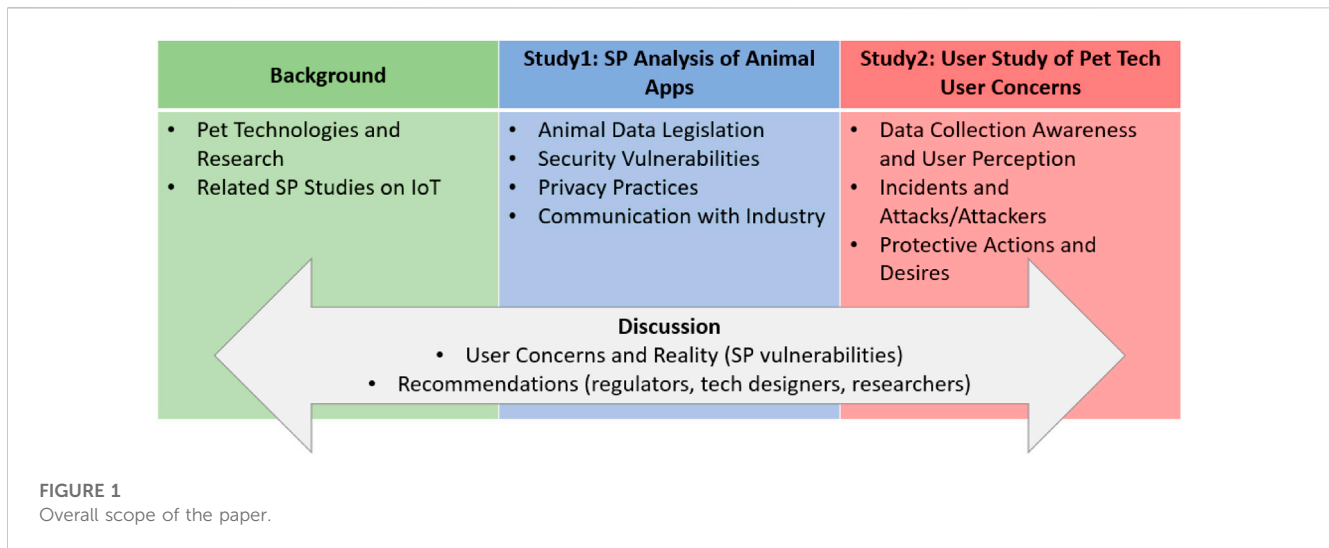 Background
Study1: SP Analysis of Animal
Apps
Study2: User Study of Pet Tech
User Concerns
• Pet Technologies and
Research
• Related SP Studies on IoT
• Animal Data Legislation
• Security Vulnerabilities
• Privacy Practices
• Communication with Industry
• Data Collection Awareness
and User Perception
• Incidents and
Attacks/Attackers
• Protective Actions and
Desires
Discussion
• User Concerns and Reality (SP vulnerabilities)
• Recommendations (regulators, tech designers, researchers)
FIGURE 1
Overall scope of the paper.